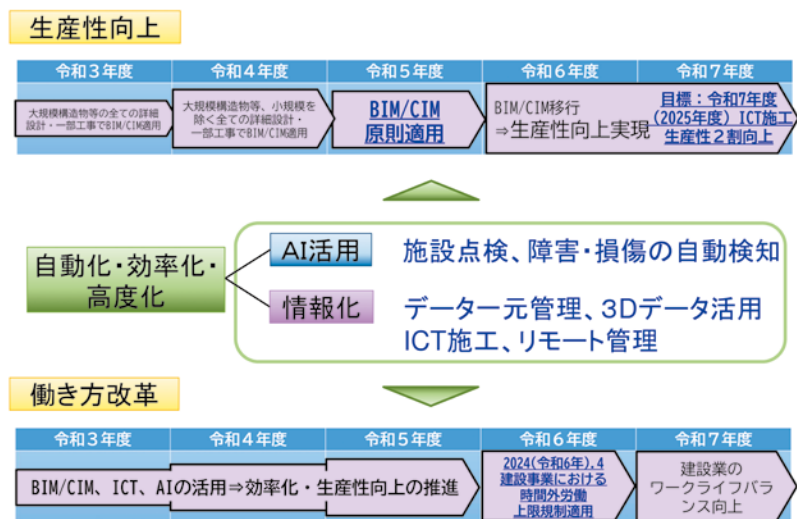 生産性向上
令和3年度
令和4年度
令和5年度
令和6年度
令和7年度
大規模構造物等の全ての詳細
設計・一部工事でBIM/CIM適用
大規模構造物等、小規模を
除く全ての詳細設計・
一部工事でBIM/CIM適用
BIM/CIM
原則適用
BIM/CIM移行
⇒生産性向上実現
目標：令和7年度
(2025年度) ICT施工
生産性2割向上
自動化・効率化・
高度化
AI活用
施設点検、障害・損傷の自動検知
情報化
データ一元管理、3Dデータ活用
ICT施工、リモート管理
働き方改革
令和3年度
令和4年度
令和5年度
令和6年度
令和7年度
BIM/CIM、ICT、AIの活用⇒効率化・生産性向上の推進
2024(令和6年).4
建設事業における
時間外労働
上限規制適用
建設業の
ワークライフバラ
ンス向上